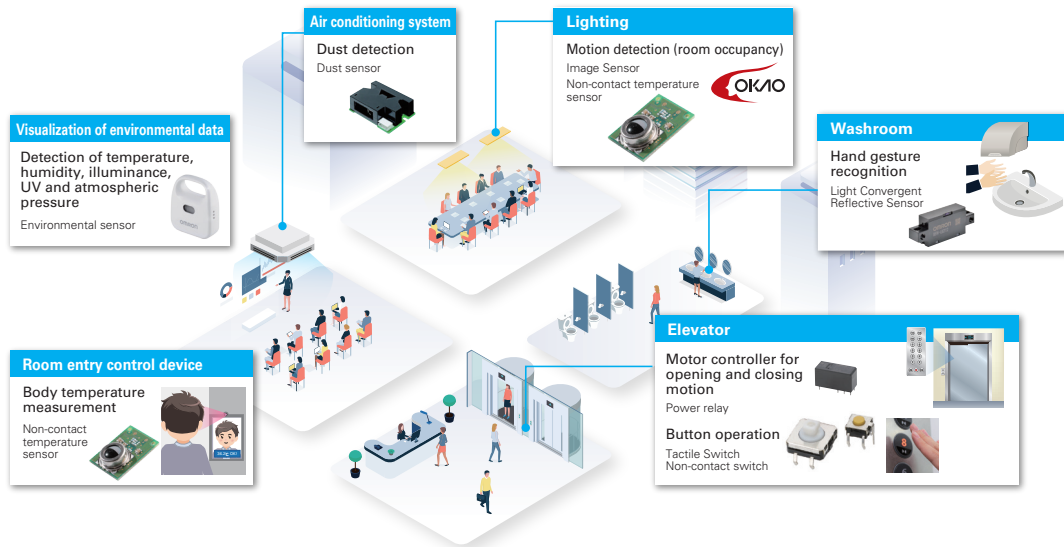 Air conditioning system
Dust detection
Dust sensor
Lighting
Motion detection (room occupancy)
Image Sensor
Non-contact temperature
sensor
OKAO
Visualization of environmental data
Detection of temperature,
humidity, illuminance,
UV and atmospheric
pressure
Environmental sensor
Washroom
Hand gesture
recognition
Light Convergent
Reflective Sensor
Room entry control device
Body temperature
measurement
Non-contact
temperature
sensor
Elevator
Motor controller for
opening and closing
motion
Power relay
Button operation
Tactile Switch
Non-contact switch
8